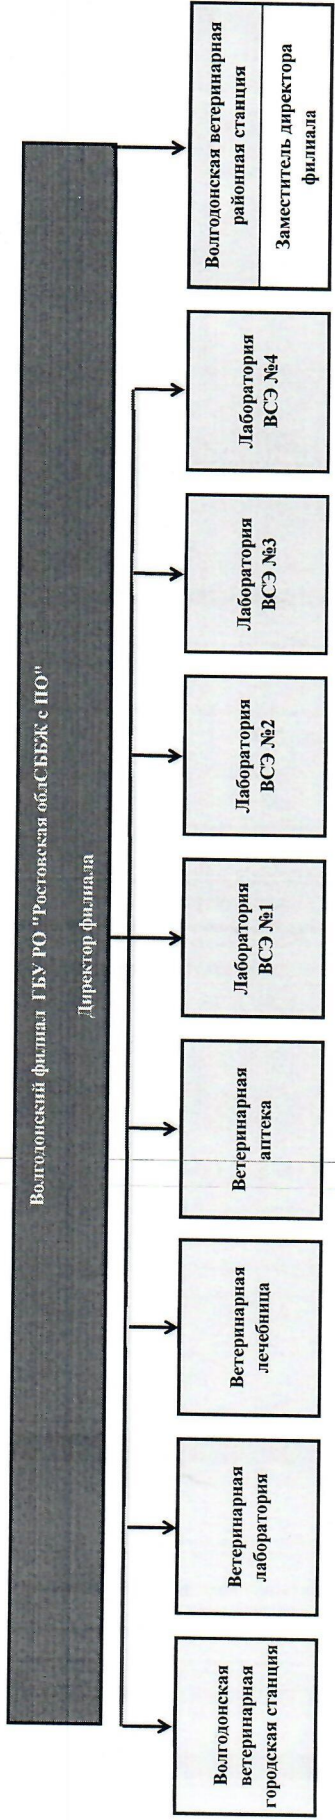 Волгодонский филиал ГБУ РО "Ростовская облСББЖ с ПО"
Директор филиала
Волгодонская
ветеринарная
городская станция
Ветеринарная
лаборатория
Ветеринарная
лечебница
Ветеринарная
аптека
Лаборатория
ВСЭ №1
Лаборатория
ВСЭ №2
Лаборатория
ВСЭ №3
Лаборатория
ВСЭ №4
Волгодонская ветеринарная
районная станция
Заместитель директора
филиала